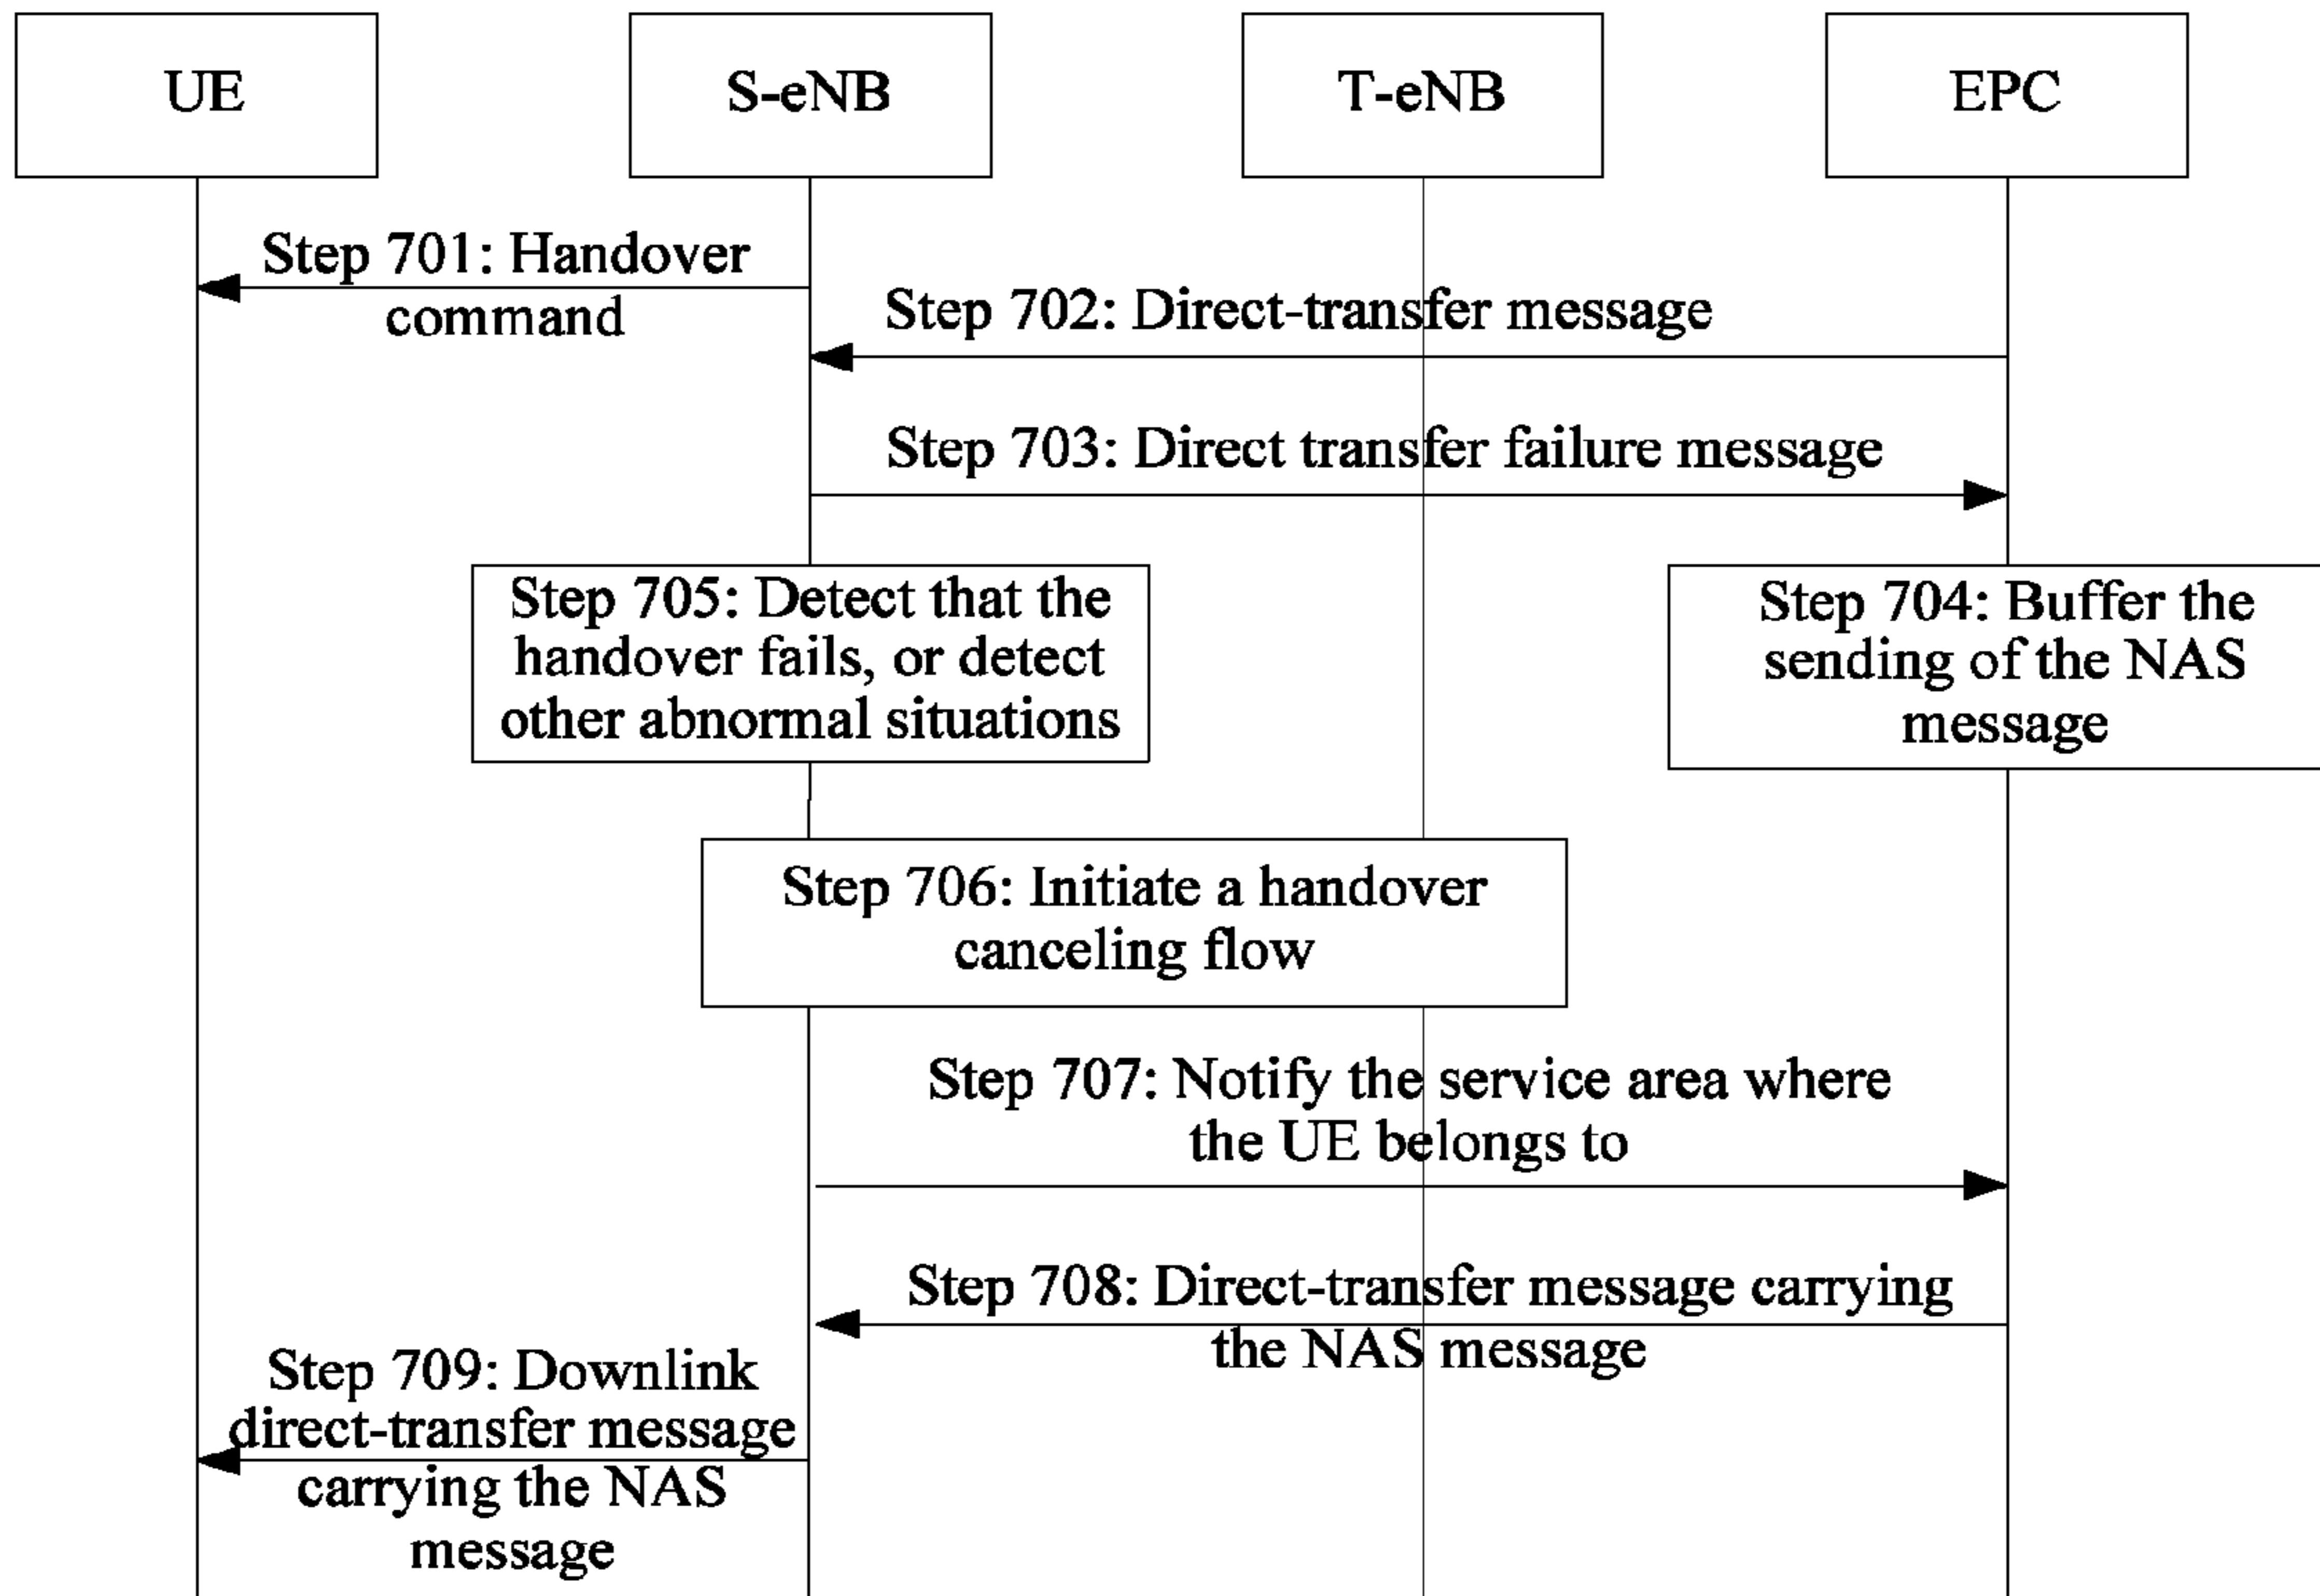 UE
S-eNB
T-eNB
EPC
Step 701: Handover
command
Step 702: Direct-transfer message
Step 703: Direct transfer failure message
Step 705: Detect that the
handover fails, or detect
other abnormal situations
Step 704: Buffer the
sending of the NAS
message
Step 706: Initiate a handover
canceling flow
Step 707: Notify the service area where
the UE belongs to
Step 708: Direct-transfer message carrying
the NAS message
Step 709: Downlink
direct-transfer message
carrying the NAS
message